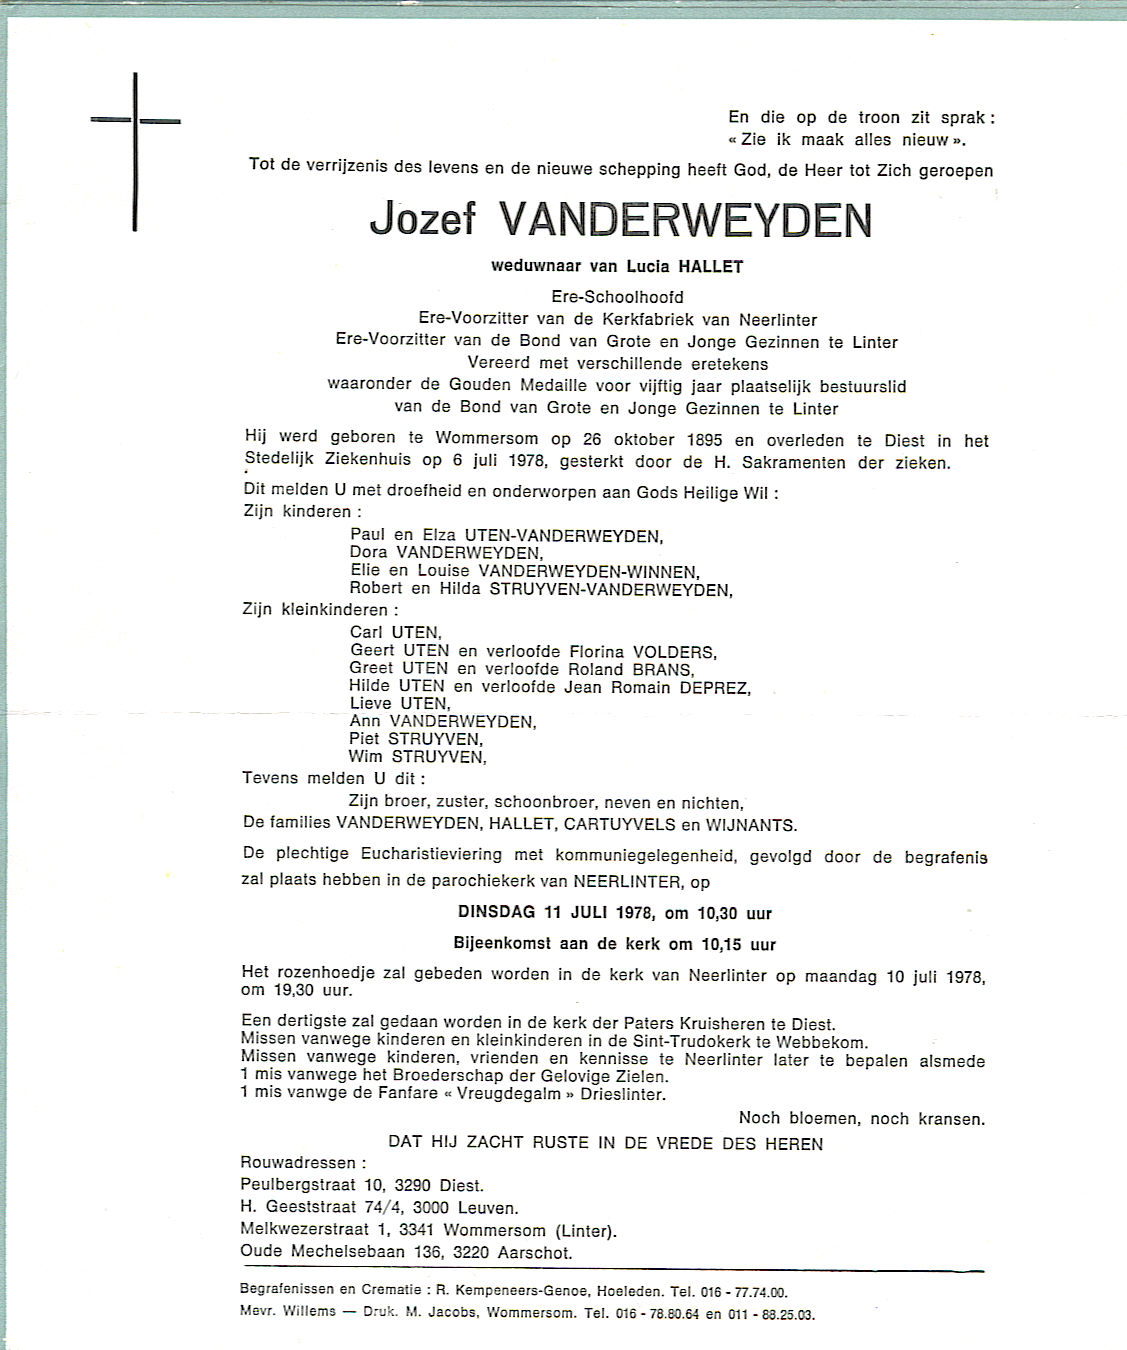 En die op de troon zit sprak :
« Zie ik maak alles nieuw ».
Tot de verrijzenis des levens en de nieuwe schepping heeft God, de Heer tot Zich geroepen
Jozef VANDERWEYDEN
weduwnaar van Lucia HALLET
Ere-Schoolhoofd
Ere-Voorzitter van de Kerkfabriek van Neerlinter
Ere-Voorzitter van de Bond van Grote en Jonge Gezinnen te Linter
Vereerd met verschillende eretekens
waaronder de Gouden Medaille voor vijftig jaar plaatselijk bestuurslid
van de Bond van Grote en Jonge Gezinnen te Linter
Hij werd geboren te Wommersom op 26 oktober 1895 en overleden te Diest in het
Stedelijk Ziekenhuis op 6 juli 1978, gesterkt door de H. Sakramenten der zieken.
Dit melden U met droefheid en onderworpen aan Gods Heilige Wil :
Zijn kinderen :
Paul en Elza UTEN-VANDERWEYDEN,
Dora VANDERWEYDEN,
Elie en Louise VANDERWEYDEN-WINNEN,
Robert en Hilda STRUYVEN-VANDERWEYDEN,
Zijn kleinkinderen :
Carl UTEN,
Geert UTEN en verloofde Florina VOLDERS,
Greet UTEN en verloofde Roland BRANS,
Hilde UTEN en verloofde Jean Romain DEPREZ,
Lieve UTEN,
Ann VANDERWEYDEN,
Piet STRUYVEN,
Wim STRUYVEN,
Tevens melden U dit :
Zijn broer, zuster, schoonbroer, neven en nichten,
De families VANDERWEYDEN, HALLET, CARTUYVELS en WIJNANTS.
De plechtige Eucharistieviering met kommuniegelegenheid, gevolgd door de begrafenis
zal plaats hebben in de parochiekerk van NEERLINTER, op
DINSDAG 11 JULI 1978, om 10,30 uur
Bijeenkomst aan de kerk om 10,15 uur
Het rozenhoedje zal gebeden worden in de kerk van Neerlinter op maandag 10 juli 1978,
om 19,30 uur.
Een dertigste zal gedaan worden in de kerk der Paters Kruisheren te Diest.
Missen vanwege kinderen en kleinkinderen in de Sint-Trudokerk te Webbekom.
Missen vanwege kinderen, vrienden en kennisse te Neerlinter later te bepalen alsmede
1 mis vanwege het Broederschap der Gelovige Zielen.
1 mis vanwge de Fanfare « Vreugdegalm » Drieslinter.
Noch bloemen, noch kransen.
DAT HIJ ZACHT RUSTE IN DE VREDE DES HEREN
Rouwadressen :
Peulbergstraat 10, 3290 Diest.
H. Geeststraat 74/4, 3000 Leuven.
Melkwezerstraat 1, 3341 Wommersom (Linter).
Oude Mechelsebaan 136, 3220 Aarschot.
Begrafenissen en Crematie : R. Kempeneers-Genoe, Hoeleden. Tel. 016 - 77.74.00.
Mevr. Willems — Druk. M. Jacobs, Wommersom. Tel. 016 - 78.80.64 en 011 - 88.25.03.